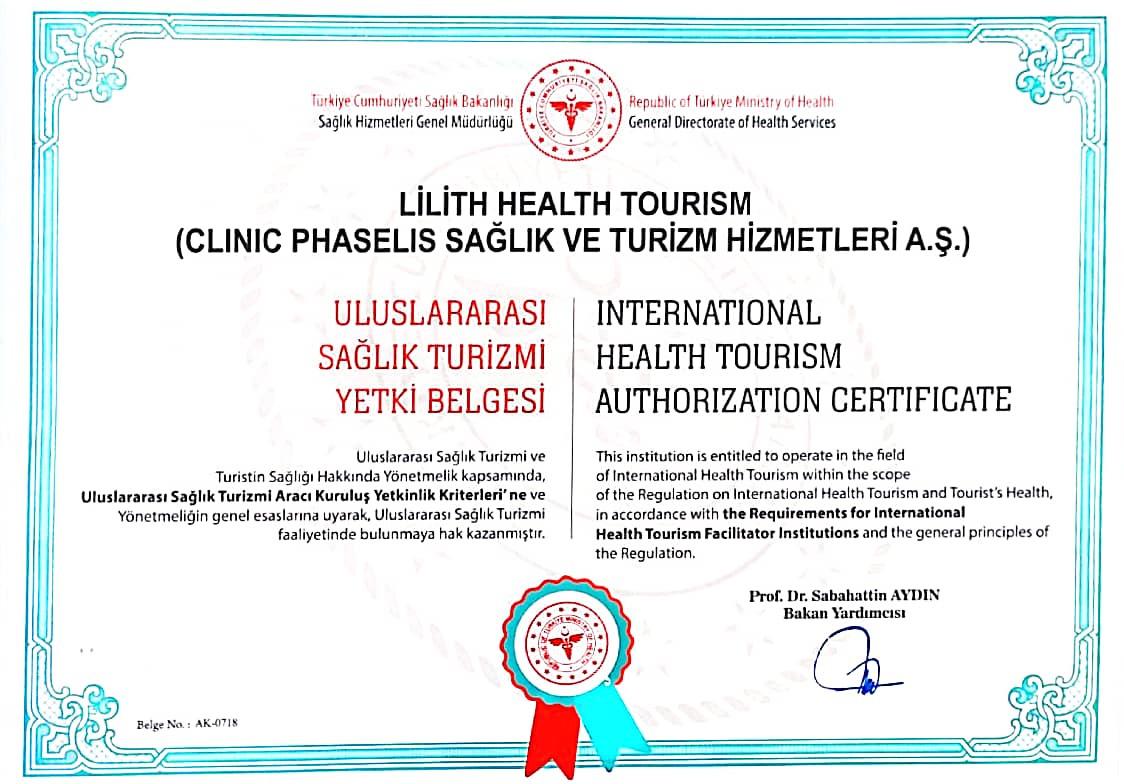 Türkiye Cumhuriyeti Sağlık Bakanlığı
Sağlık Hizmetleri Genel Müdürlüğü
Republic of Türkiye Ministry of Health
General Directorate of Health Services
LİLİTH HEALTH TOURISM
(CLINIC PHASELIS SAĞLIK VE TURİZM HİZMETLERİ A.Ş.)
ULUSLARARASI
SAĞLIK TURİZMİ
YETKİ BELGESİ
INTERNATIONAL
HEALTH TOURISM
AUTHORIZATION CERTIFICATE
Uluslararası Sağlık Turizmi ve
Turistin Sağlığı Hakkında Yönetmelik kapsamında,
Uluslararası Sağlık Turizmi Aracı Kuruluş Yetkinlik Kriterleri'ne ve
Yönetmeliğin genel esaslarına uyarak, Uluslararası Sağlık Turizmi
faaliyetinde bulunmaya hak kazanmıştır.
This institution is entitled to operate in the field
of International Health Tourism within the scope
of the Regulation on International Health Tourism and Tourist's Health,
in accordance with the Requirements for International
Health Tourism Facilitator Institutions and the general principles of
the Regulation.
Prof. Dr. Sabahattin AYDIN
Bakan Yardımcısı
Belge No. : AK-0718